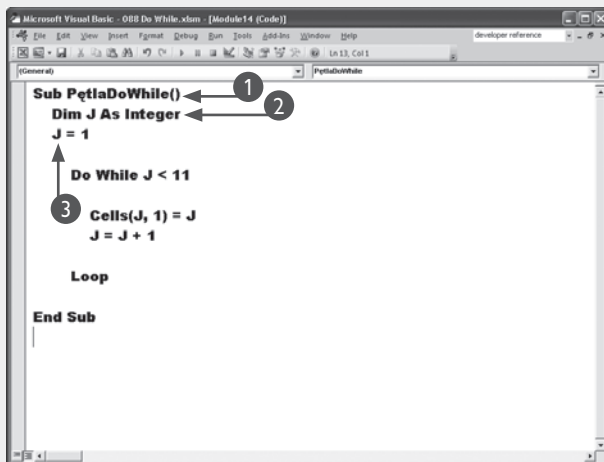 Microsoft Visual Basic - 088 Do While.xlsm - [Module14 (Code)]
File Edit View Insert Format Debug Run Tools Add-Ins Window Help developer reference
Ln 13, Col 1
(General) PętlaDoWhile
Sub PętlaDoWhile() 1
Dim J As Integer 2
J = 1
Do While J < 11
3
Cells(J, 1) = J
J = J + 1
Loop
End Sub